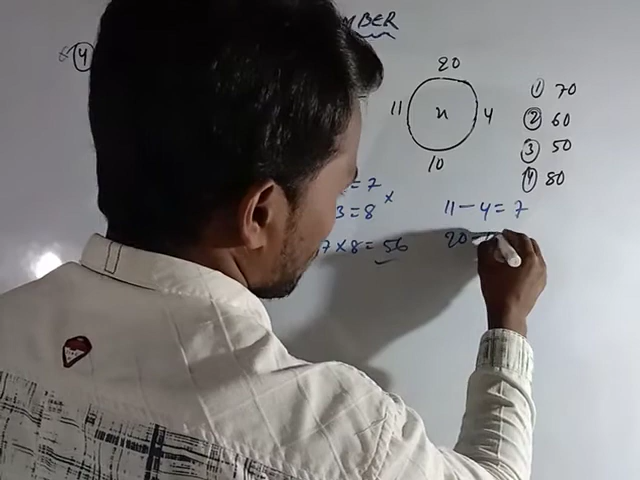 ④
20
11 x 4
10
① 70
② 60
③ 50
④ 80
= 7
3 = 8 ×
7 × 8 = 56
11 - 4 = 7
20 -